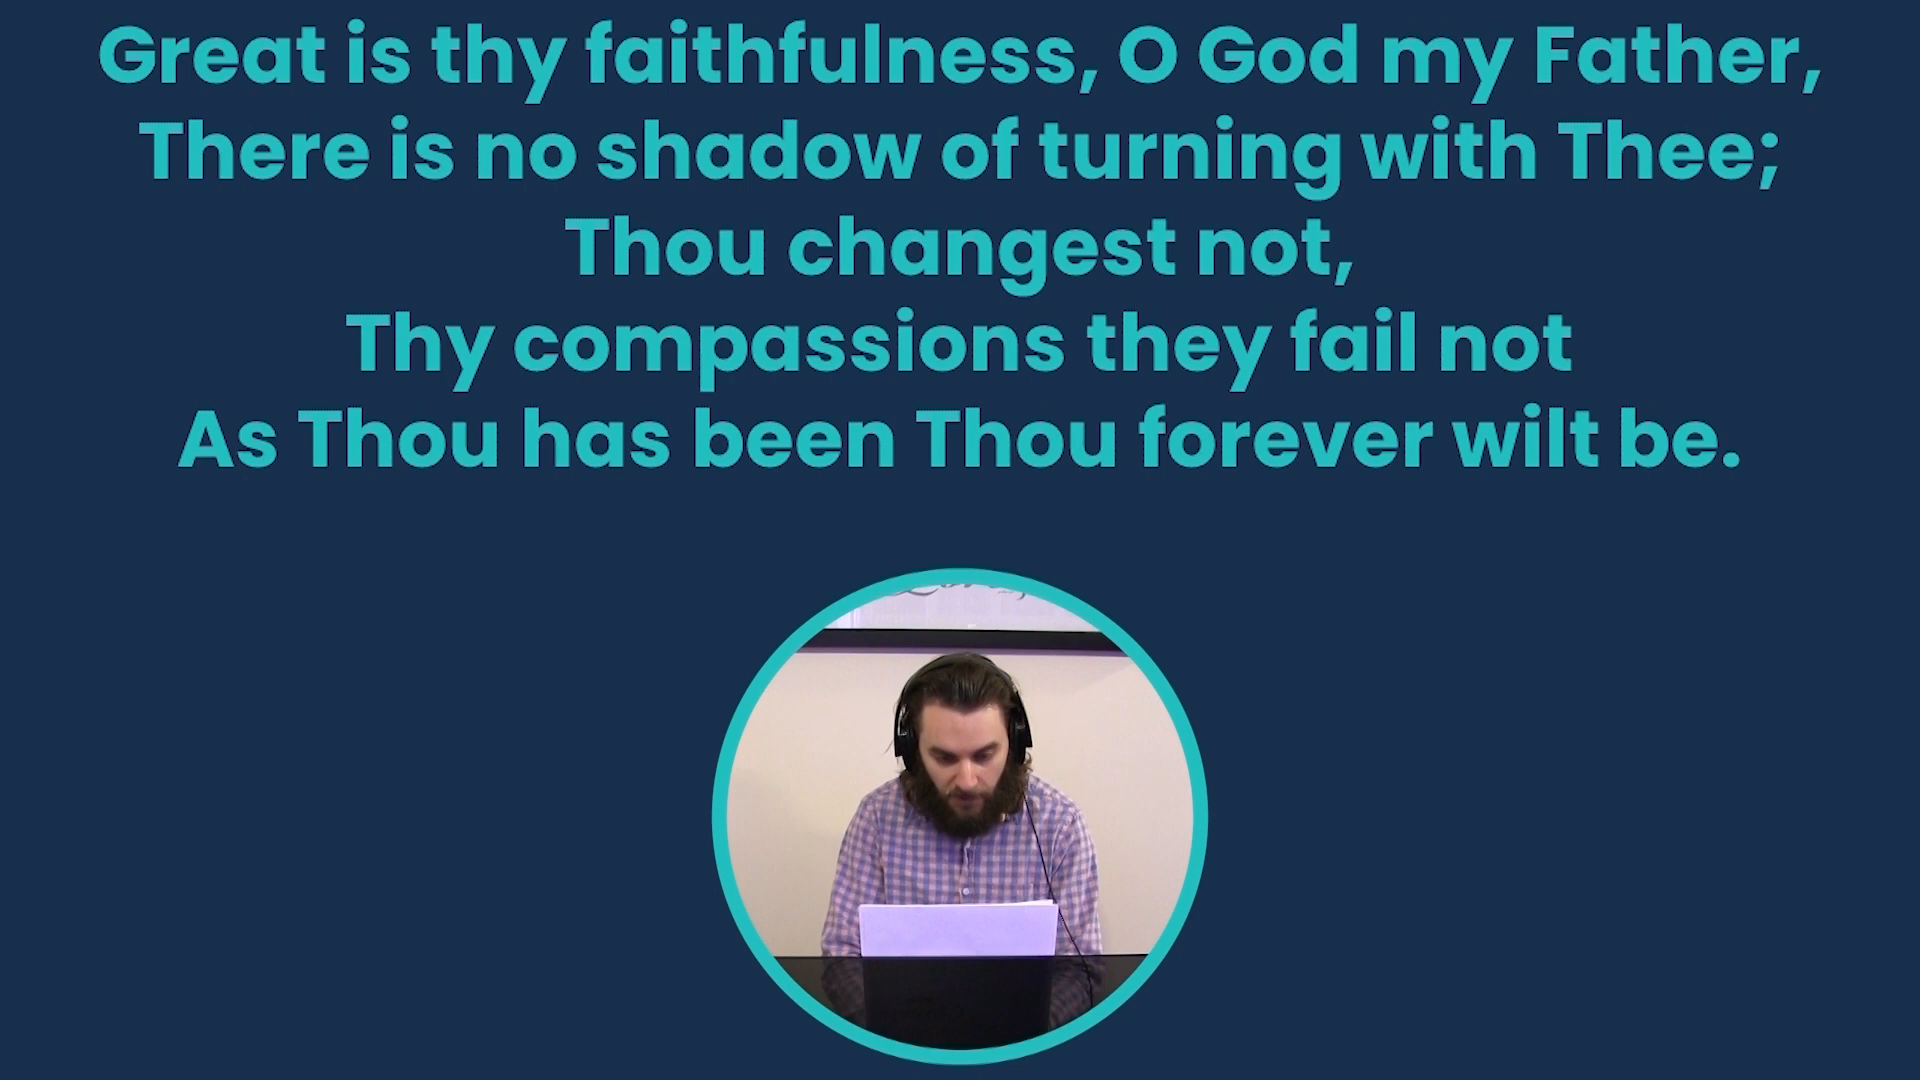 Great is thy faithfulness, O God my Father,
There is no shadow of turning with Thee;
Thou changest not,
Thy compassions they fail not
As Thou has been Thou forever wilt be.